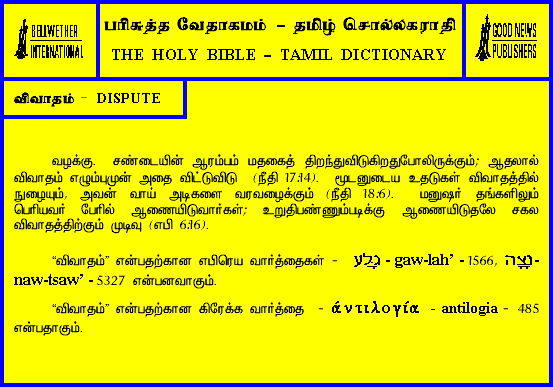 BELLWETHER
INTERNATIONAL
பரிசுத்த வேதாகமம் - தமிழ் சொல்லகராதி
THE HOLY BIBLE – TAMIL DICTIONARY
GOOD NEWS
PUBLISHERS
விவாதம் - DISPUTE
வழக்கு. சண்டையின் ஆரம்பம் மதகைத் திறந்துவிடுகிறதுபோலிருக்கும்; ஆதலால்
விவாதம் எழும்புமுன் அதை விட்டுவிடு (நீதி 17:14). மூடனுடைய உதடுகள் விவாதத்தில்
நுழையும், அவன் வாய் அடிகளை வரவழைக்கும் (நீதி 18:6). மனுஷர் தங்களிலும்
பெரியவர் பேரில் ஆணையிடுவார்கள்; உறுதிபண்ணும்படிக்கு ஆணையிடுதலே சகல
விவாதத்திற்கும் முடிவு (எபி 6:16).
“விவாதம்” என்பதற்கான எபிரெய வார்த்தைகள் - גָלַע - gaw-lah’ - 1566, נָצָה -
naw-tsaw’ - 5327 என்பனவாகும்.
“விவாதம்” என்பதற்கான கிரேக்க வார்த்தை - άντιλογία - antilogia - 485
என்பதாகும்.